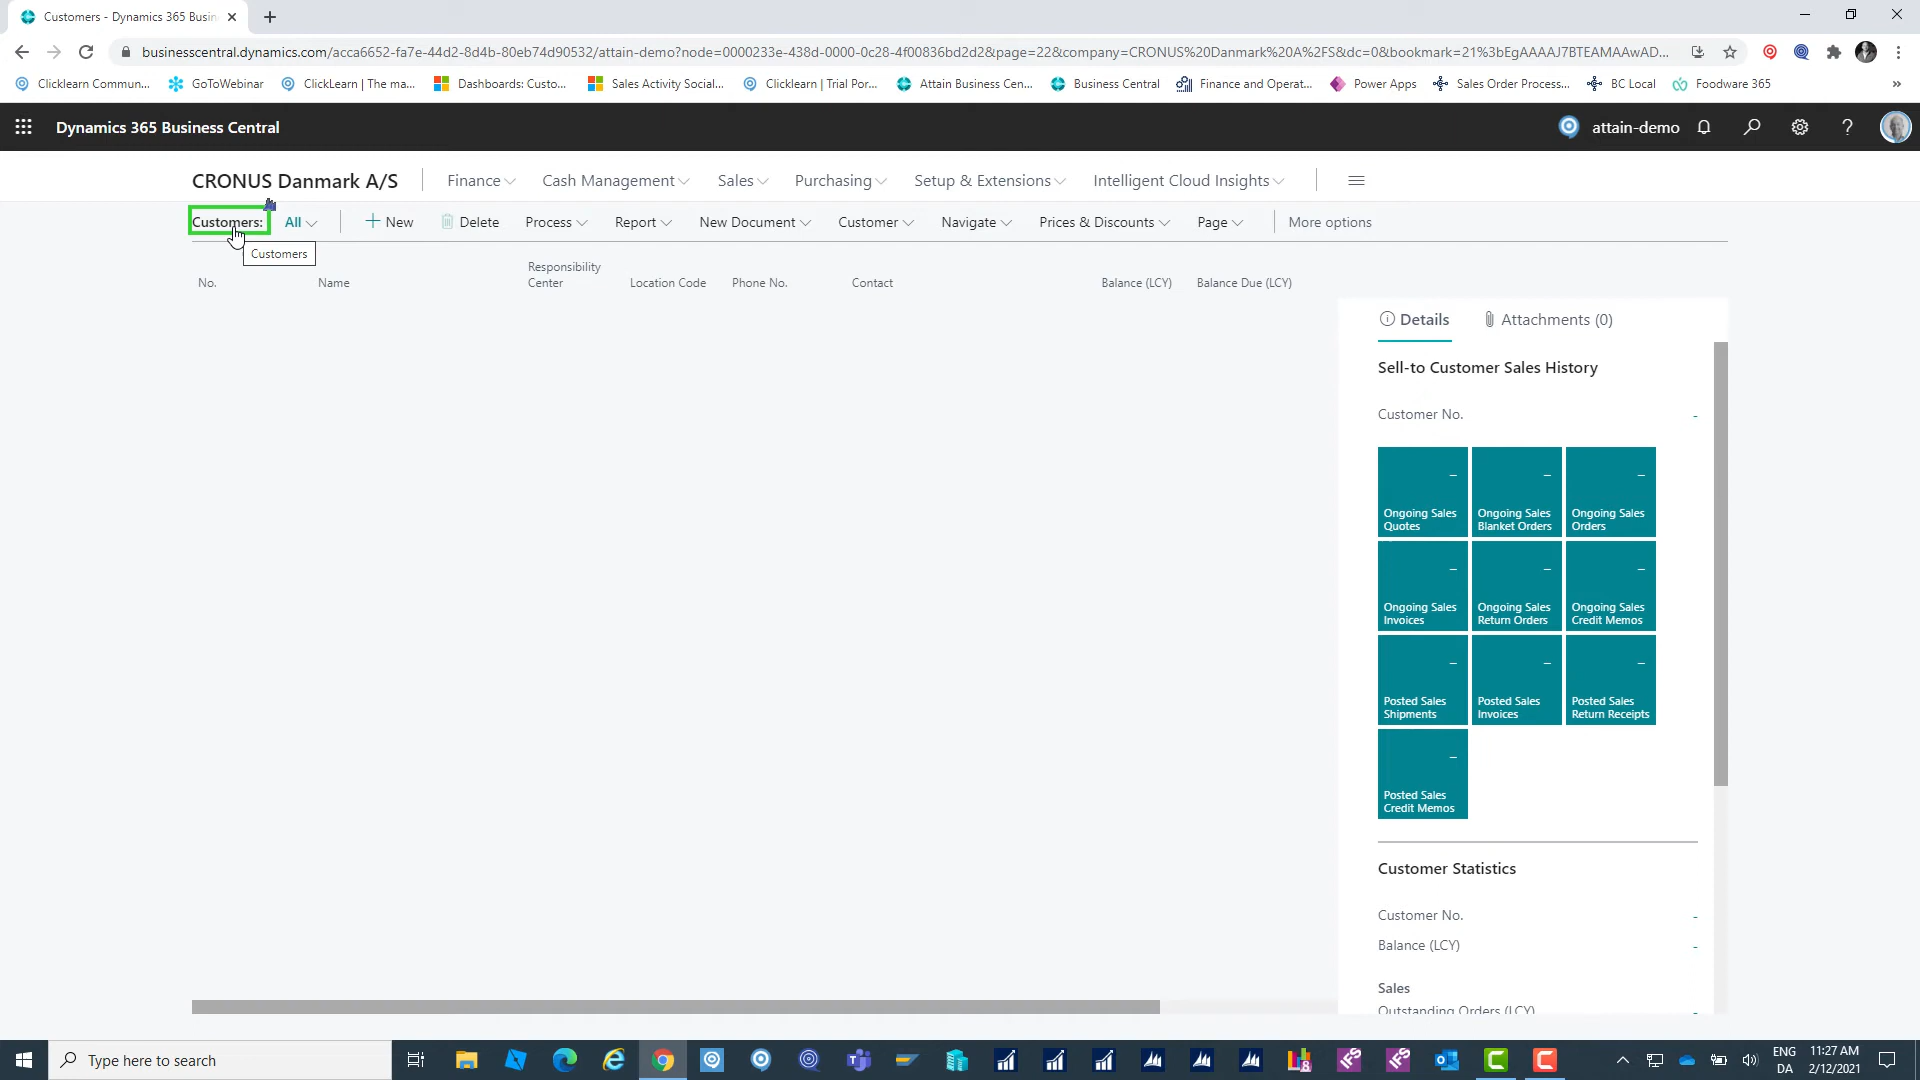 Customers - Dynamics 365 Busin
businesscentral.dynamics.com/acca6652-fa7e-44d2-8d4b-80eb74d90532/attain-demo?node=0000233e-438d-0000-0c28-4f00836bd2d2&page=22&company=CRONUS%20Danmark%20A%2FS&dc=0&bookmark=21%3bEgAAAAJ7BTEAMAAwAD...
Clicklearn Commun... GoToWebinar ClickLearn | The ma... Dashboards: Custo... Sales Activity Social... Clicklearn | Trial Por... Attain Business Cen... Business Central Finance and Operat... Power Apps Sales Order Process... BC Local Foodware 365 »
Dynamics 365 Business Central attain-demo ?
CRONUS Danmark A/S Finance Cash Management Sales Purchasing Setup & Extensions Intelligent Cloud Insights
Customers: All + New Delete Process Report New Document Customer Navigate Prices & Discounts Page More options
Customers
No. Name Responsibility Center Location Code Phone No. Contact Balance (LCY) Balance Due (LCY)
Details Attachments (0)
Sell-to Customer Sales History
Customer No. -
Ongoing Sales Quotes
Ongoing Sales Blanket Orders
Ongoing Sales Orders
Ongoing Sales Invoices
Ongoing Sales Return Orders
Ongoing Sales Credit Memos
Posted Sales Shipments
Posted Sales Invoices
Posted Sales Return Receipts
Posted Sales Credit Memos
Customer Statistics
Customer No. -
Balance (LCY) -
Sales
Outstanding Orders (LCY) -
Type here to search
ENG
DA
11:27 AM
2/12/2021